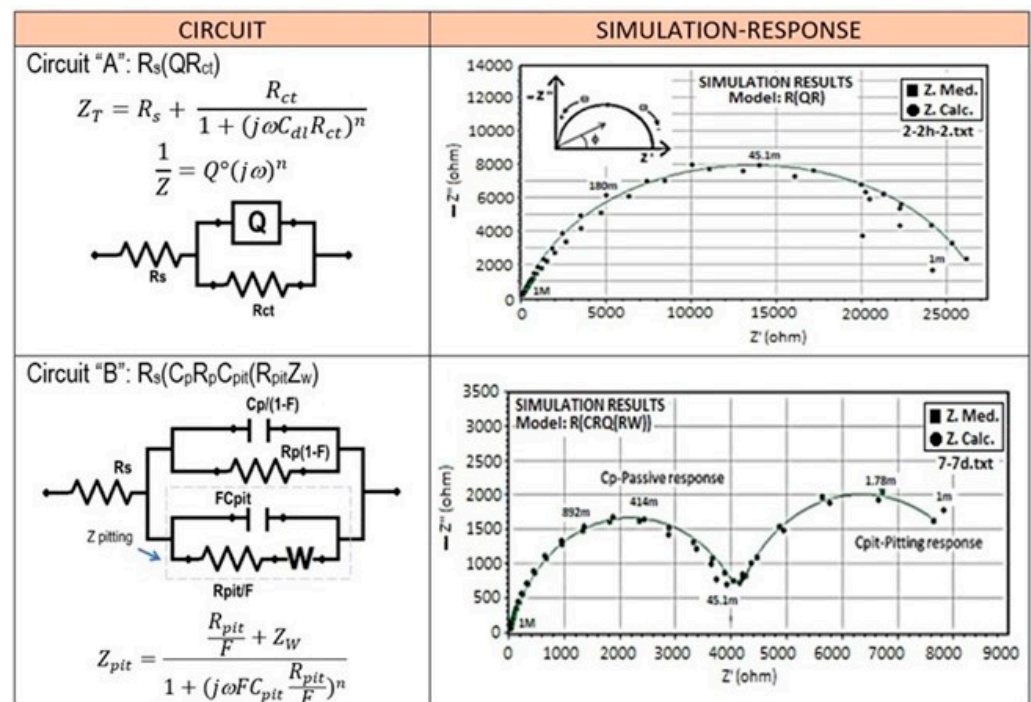 CIRCUIT
SIMULATION-RESPONSE
Circuit “A”: Rs(QRct)
Z_T = R_s + R_ct / 1 + (jωC_dlR_ct)^n
1/Z = Q°(jω)^n
Q
Rs
Rct
14000
12000
10000
8000
6000
4000
2000
0
−Z''(ohm)
−Z''
ω
ω
ϕ
Z'
SIMULATION RESULTS
Model: R(QR)
Z. Med.
Z. Calc.
2-2h-2.txt
45.1m
180m
1m
1M
0
5000
10000
15000
20000
25000
Z' (ohm)
Circuit “B”: Rs(CpRpCpit(RpitZw)
Cp/(1-F)
Rp(1-F)
Rs
FCpit
Z pitting
W
Rpit/F
Z_pit = R_pit/F + Z_W / 1 + (jωFC_pit R_pit/F)^n
3500
3000
2500
2000
1500
1000
500
0
−Z''(ohm)
SIMULATION RESULTS
Model: R(CRQ(RW))
Z. Med.
Z. Calc.
7-7d.txt
Cp-Passive response
892m
414m
1.78m
1m
Cpit-Pitting response
45.1m
1M
0
1000
2000
3000
4000
5000
6000
7000
8000
9000
Z' (ohm)